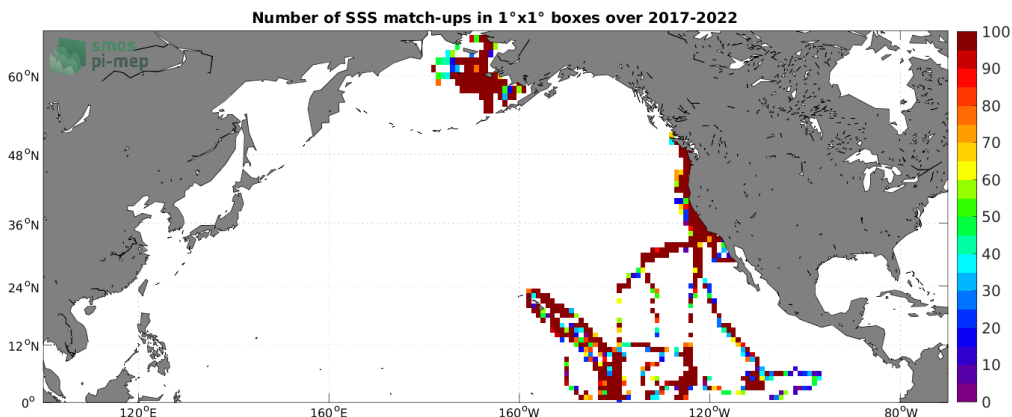 Number of SSS match-ups in 1°x1° boxes over 2017-2022
smos
pi-mep
60°N
48°N
36°N
24°N
12°N
0°
120°E
160°E
160°W
120°W
80°W
100
90
80
70
60
50
40
30
20
10
0